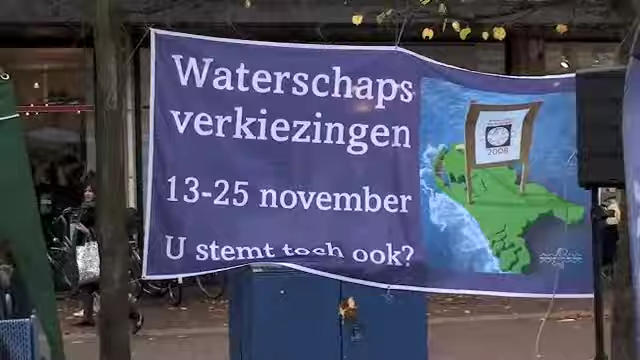 Waterschaps
verkiezingen
13-25 november
U stemt toch ook?
2008